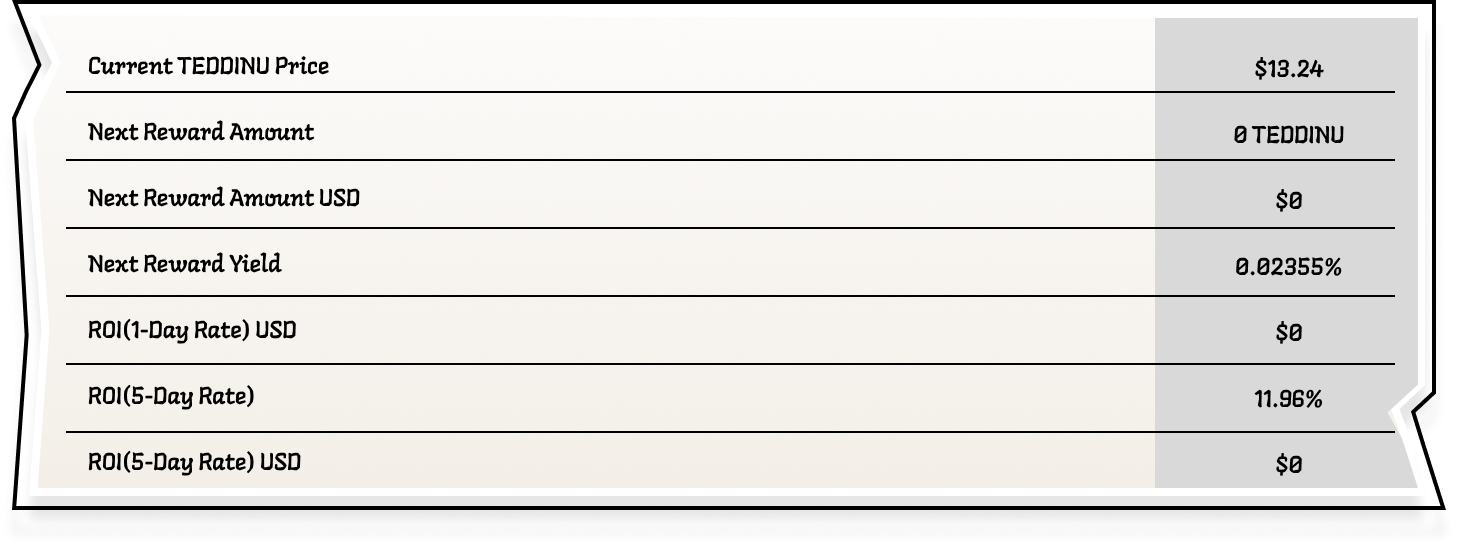 Current TEDDINU Price $13.24
Next Reward Amount 0 TEDDINU
Next Reward Amount USD $0
Next Reward Yield 0.02355%
ROI(1-Day Rate) USD $0
ROI(5-Day Rate) 11.96%
ROI(5-Day Rate) USD $0